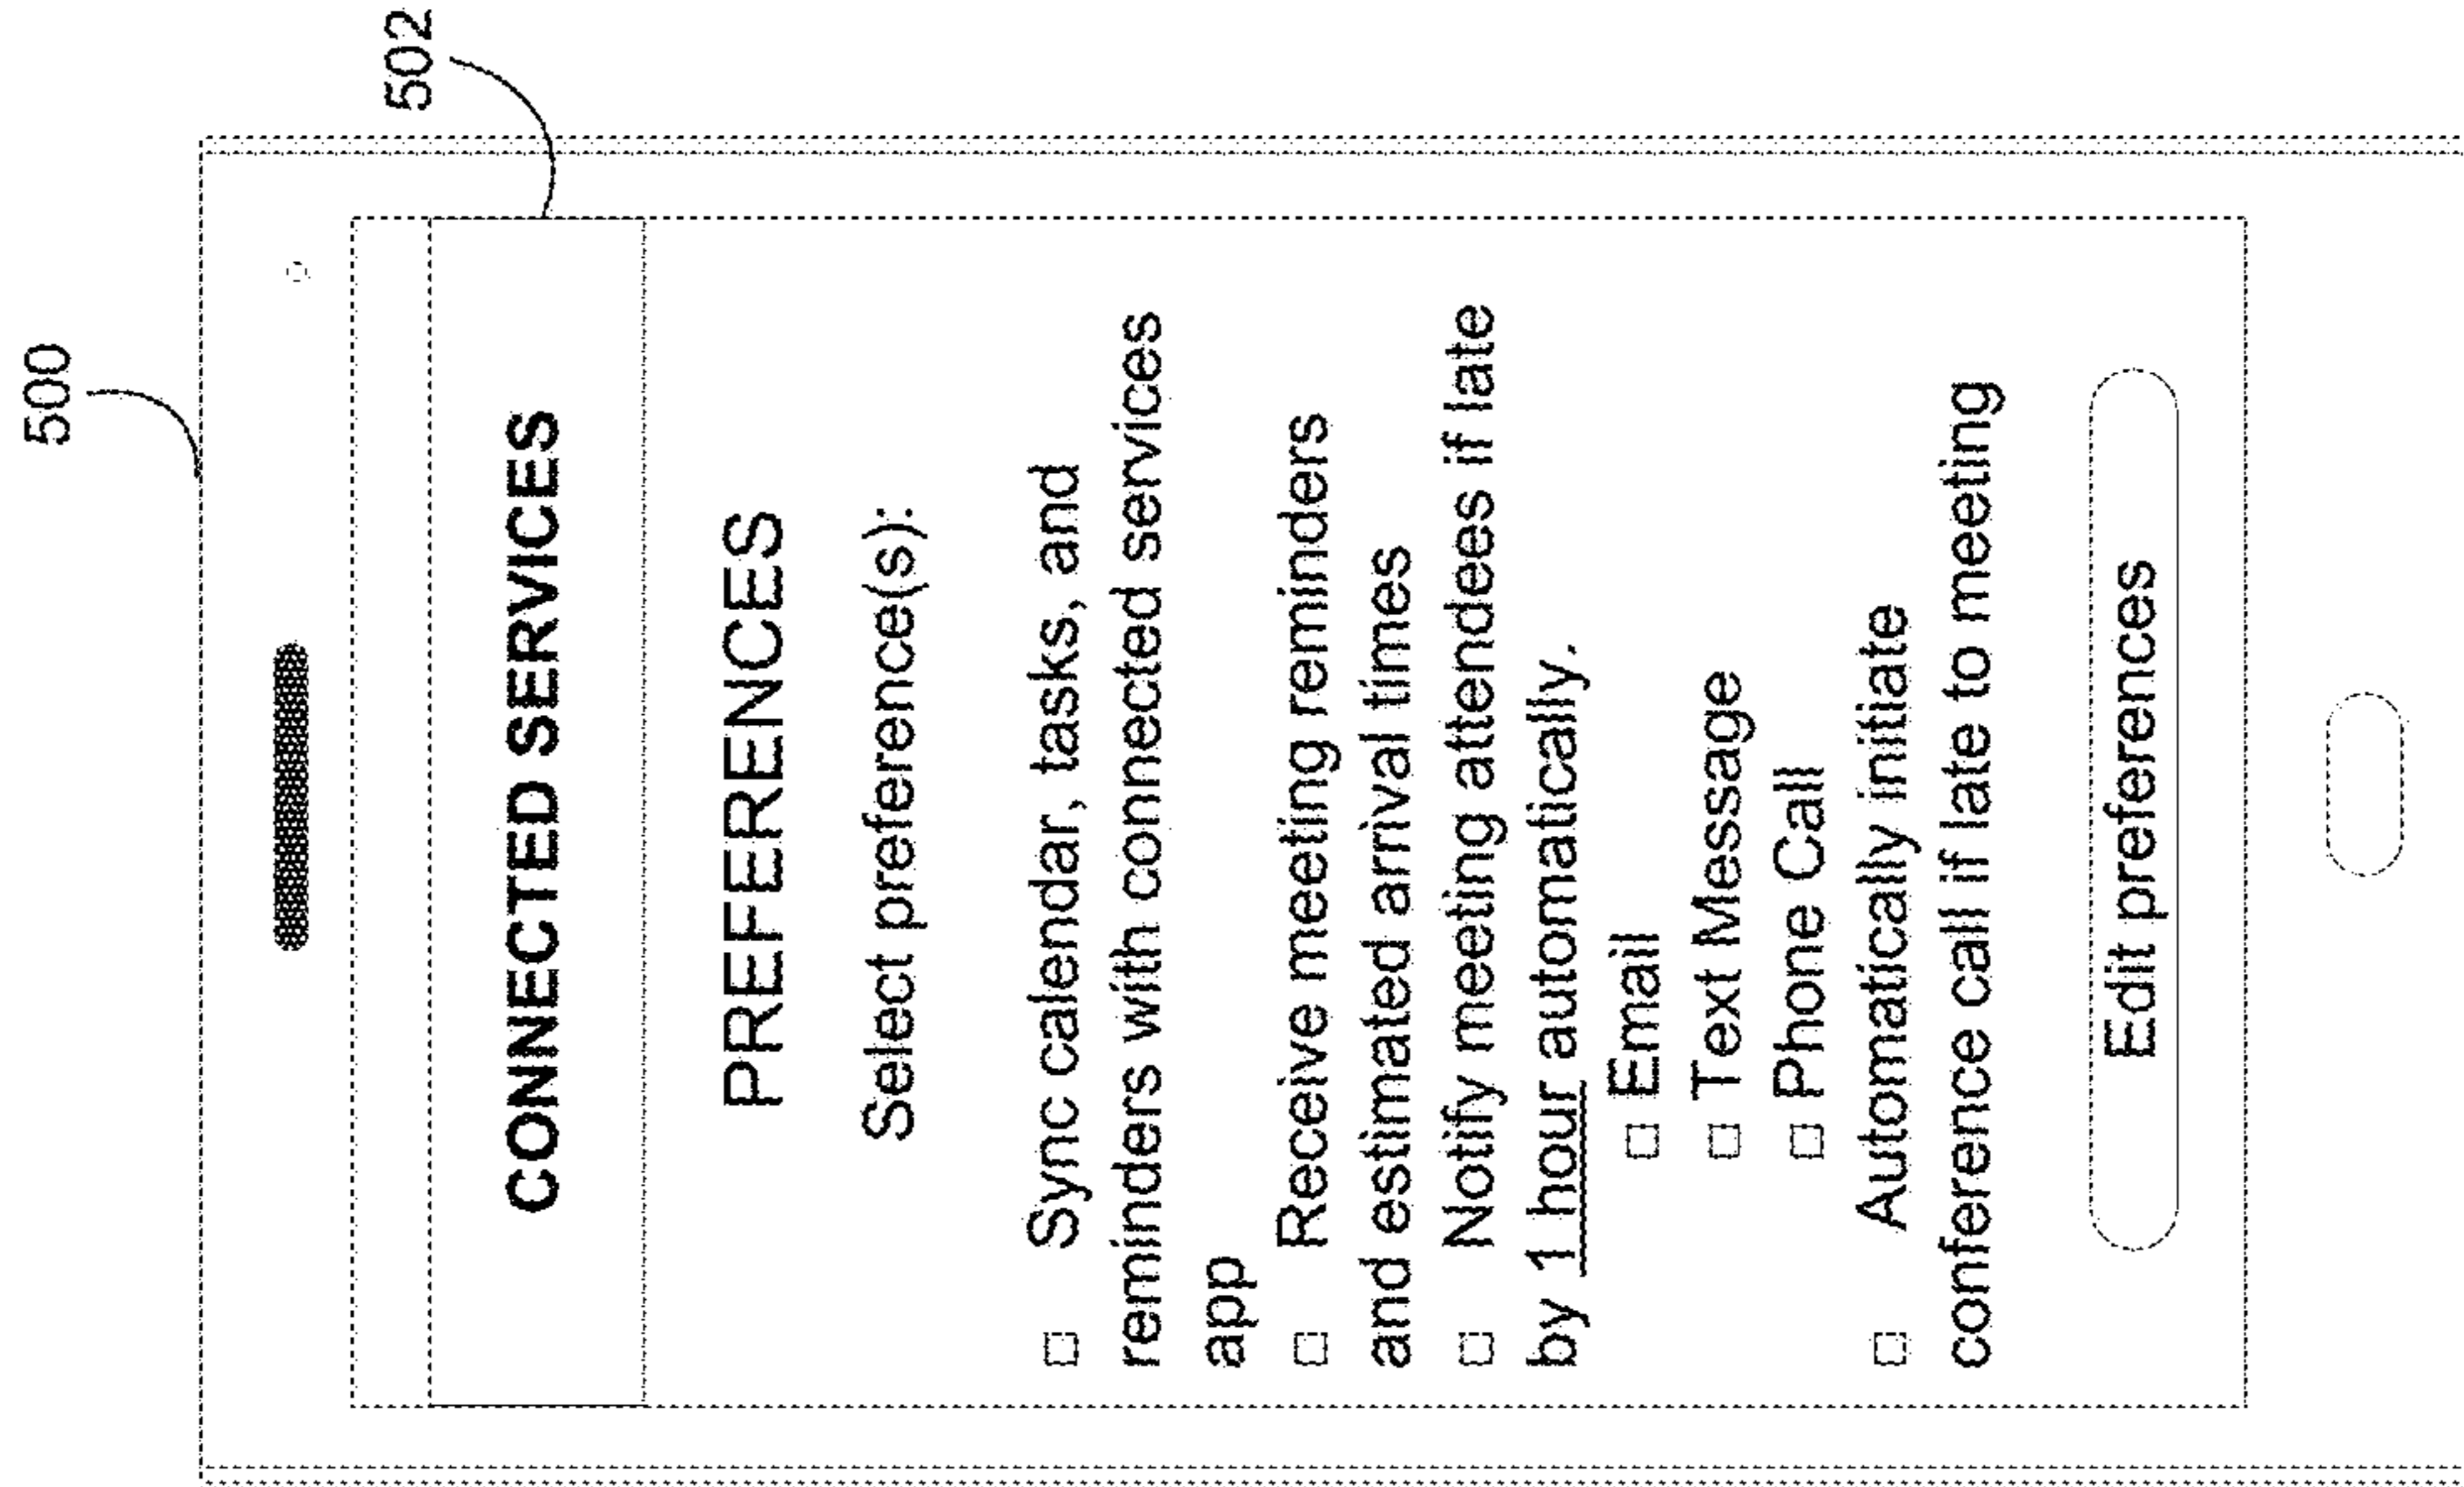 500
502
CONNECTED SERVICES
PREFERENCES
Select preference(s):
Sync calendar, tasks, and
reminders with connected services
app
Receive meeting reminders
and estimated arrival times
Notify meeting attendees if late
by 1 hour automatically.
Email
Text Message
Phone Call
Automatically initiate
conference call if late to meeting
Edit preferences